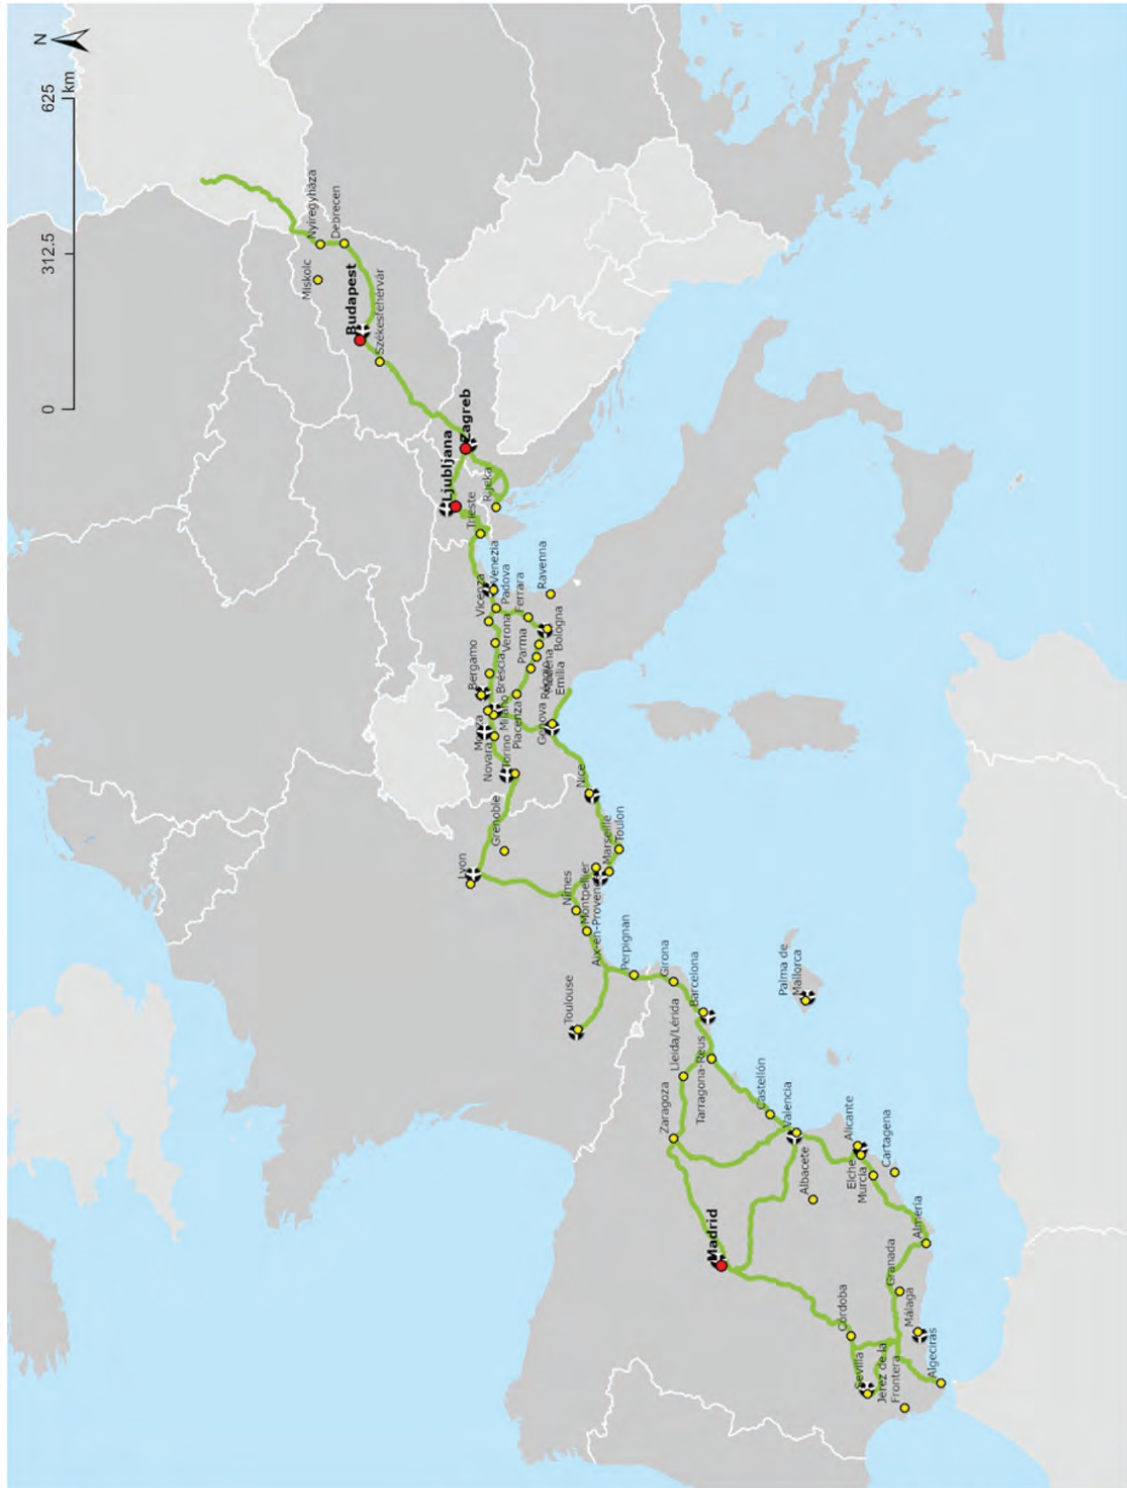 N
0
312.5
625
km
Nyíregyháza
Debrecen
Miskolc
Budapest
Székesfehérvár
Zagreb
Ljubljana
Rijeka
Trieste
Venezia
Padova
Vicenza
Verona
Ferrara
Ravenna
Bologna
Parma
Modena
Reggio
Emilia
Bergamo
Brescia
Milano
Monza
Piacenza
Novara
Torino
Genova
Nice
Grenoble
Lyon
Toulon
Marseille
Aix-en-Provence
Montpellier
Nîmes
Perpignan
Toulouse
Girona
Barcelona
Lleida/Lérida
Tarragona-Reus
Zaragoza
Castellón
Valencia
Palma de
Mallorca
Albacete
Alicante
Elche
Murcia
Cartagena
Madrid
Almería
Granada
Málaga
Córdoba
Sevilla
Jerez de la
Frontera
Algeciras